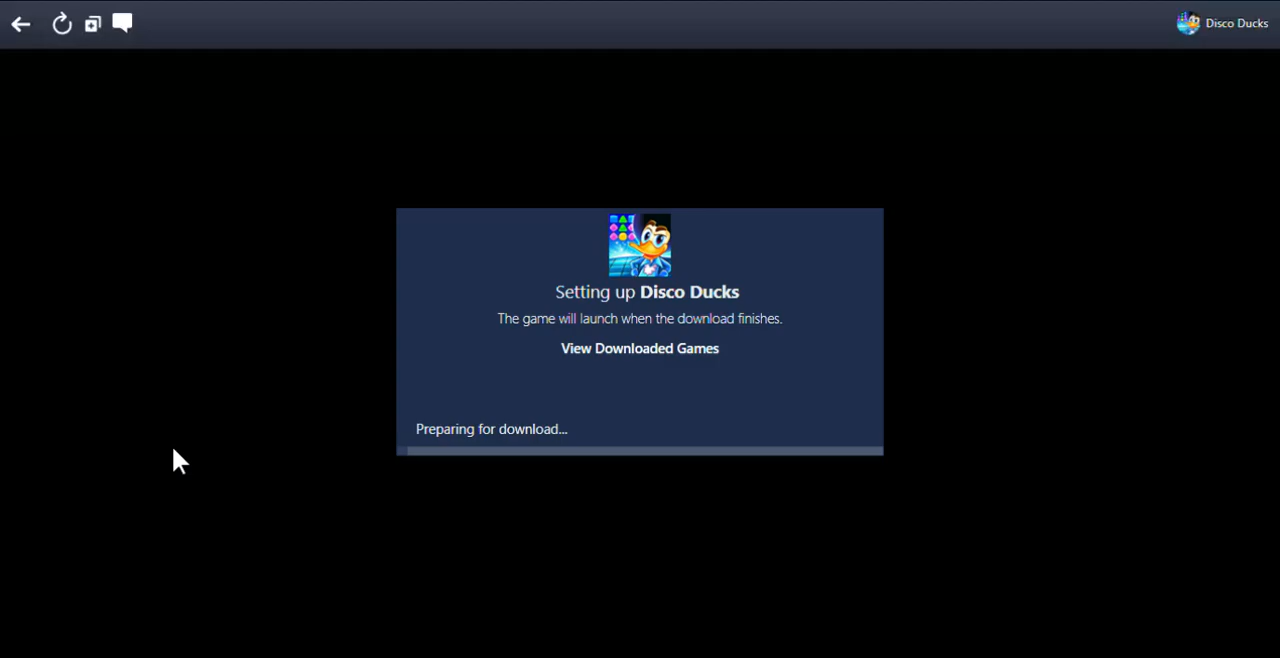 Disco Ducks
Setting up Disco Ducks
The game will launch when the download finishes.
View Downloaded Games
Preparing for download...